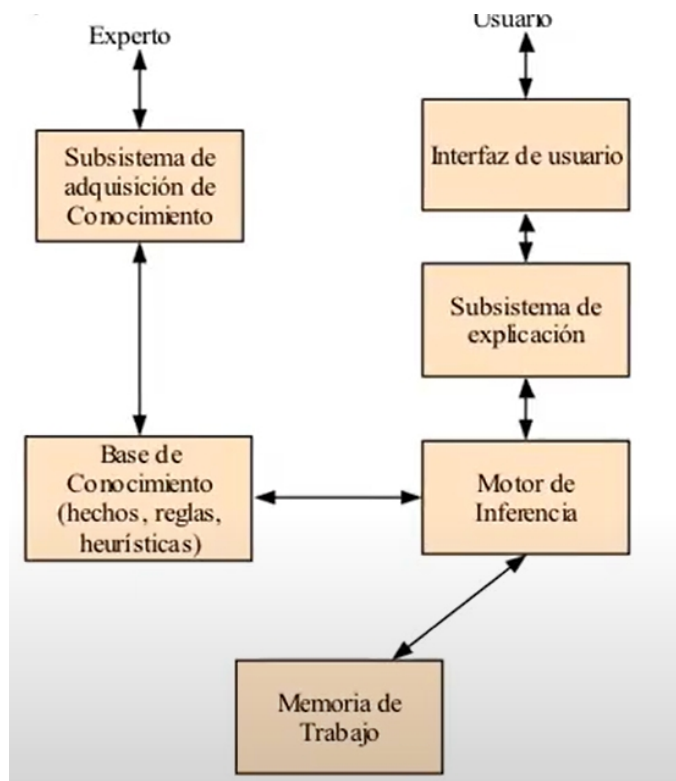 Experto
Usuario
Subsistema de
adquisición de
Conocimiento
Interfaz de usuario
Subsistema de
explicación
Base de
Conocimiento
(hechos, reglas,
heurísticas)
Motor de
Inferencia
Memoria de
Trabajo